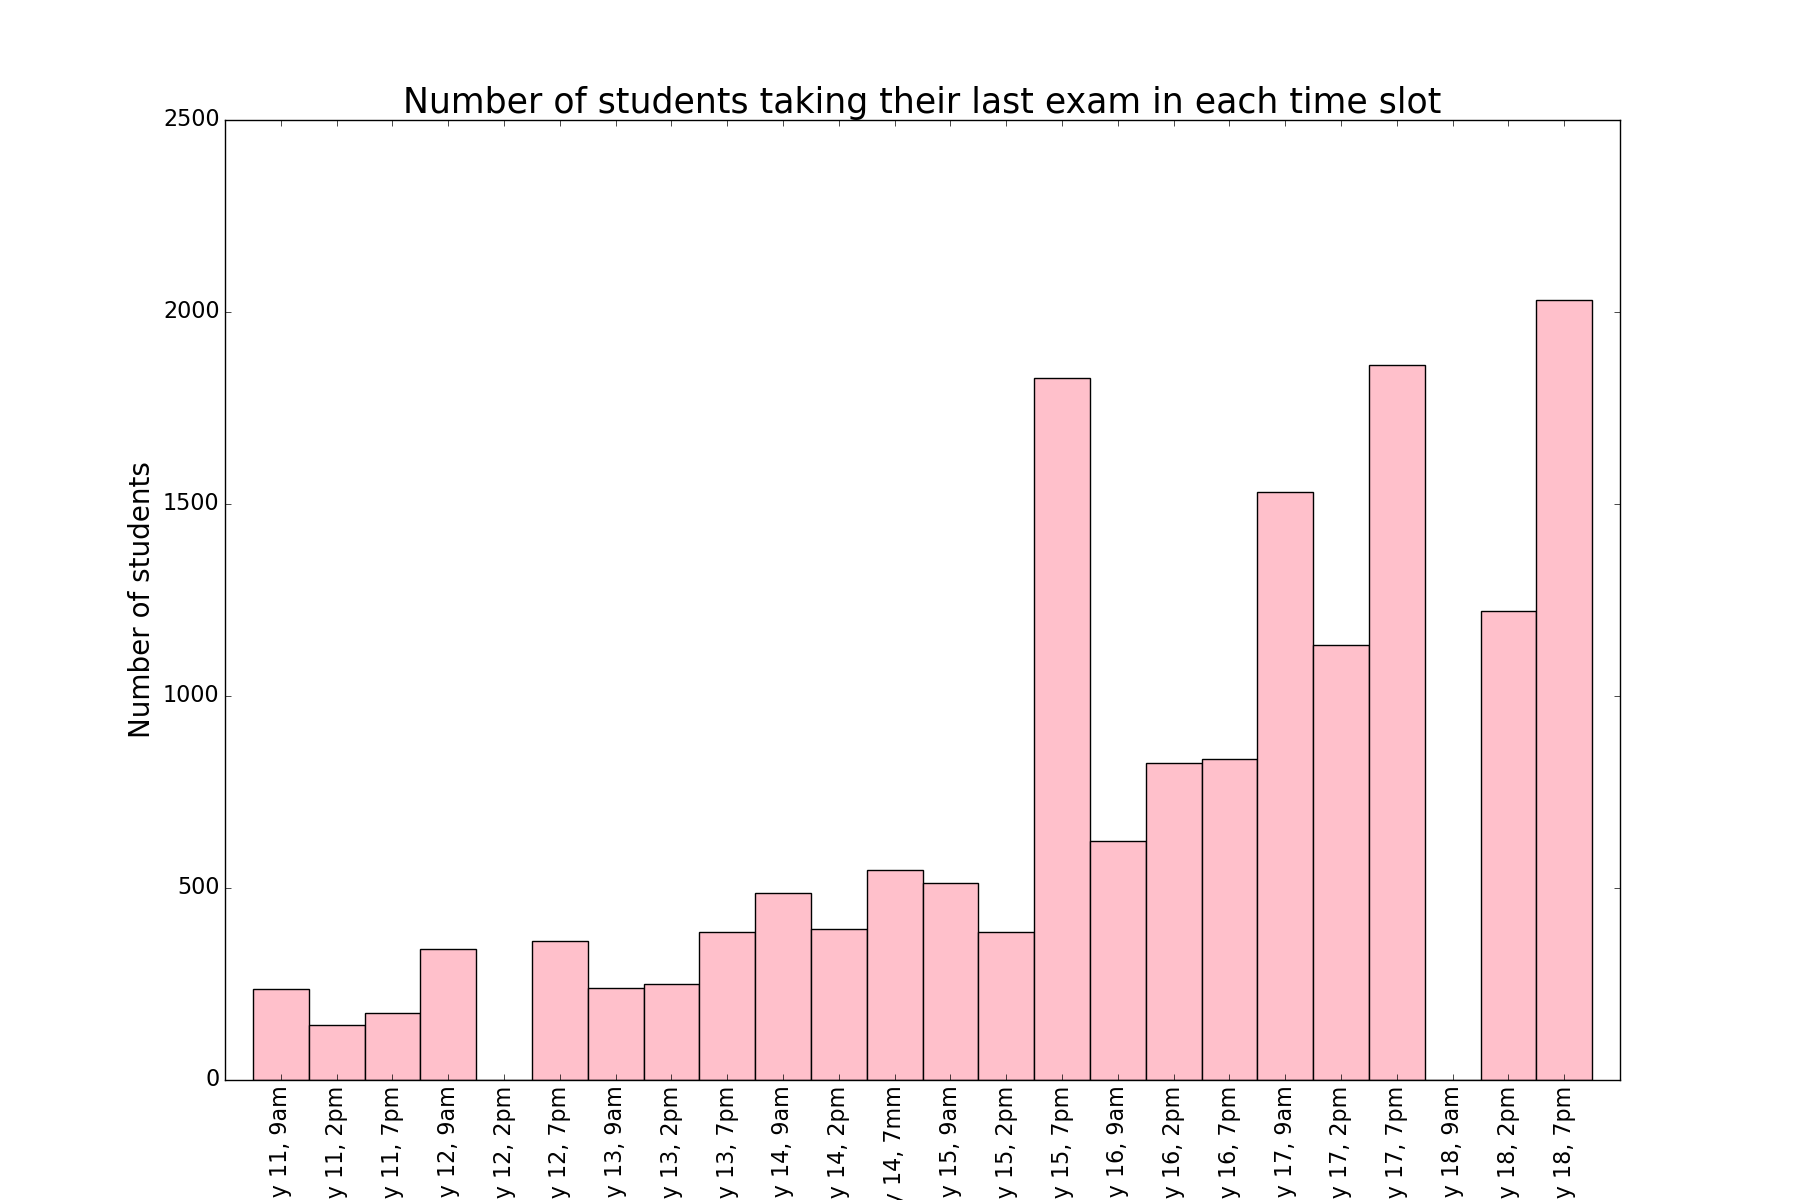 Number of students taking their last exam in each time slot
Number of students
2500
2000
1500
1000
500
0
y 11, 9am
y 11, 2pm
y 11, 7pm
y 12, 9am
y 12, 2pm
y 12, 7pm
y 13, 9am
y 13, 2pm
y 13, 7pm
y 14, 9am
y 14, 2pm
y 14, 7mm
y 15, 9am
y 15, 2pm
y 15, 7pm
y 16, 9am
y 16, 2pm
y 16, 7pm
y 17, 9am
y 17, 2pm
y 17, 7pm
y 18, 9am
y 18, 2pm
y 18, 7pm